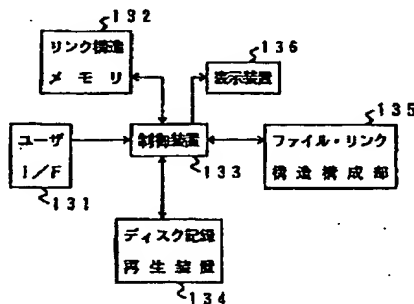 132
リンク構造
メモリ
136
表示装置
135
ユーザ
I/F
131
制御装置
133
ファイル・リンク
構造構成部
ディスク記録
再生装置
134